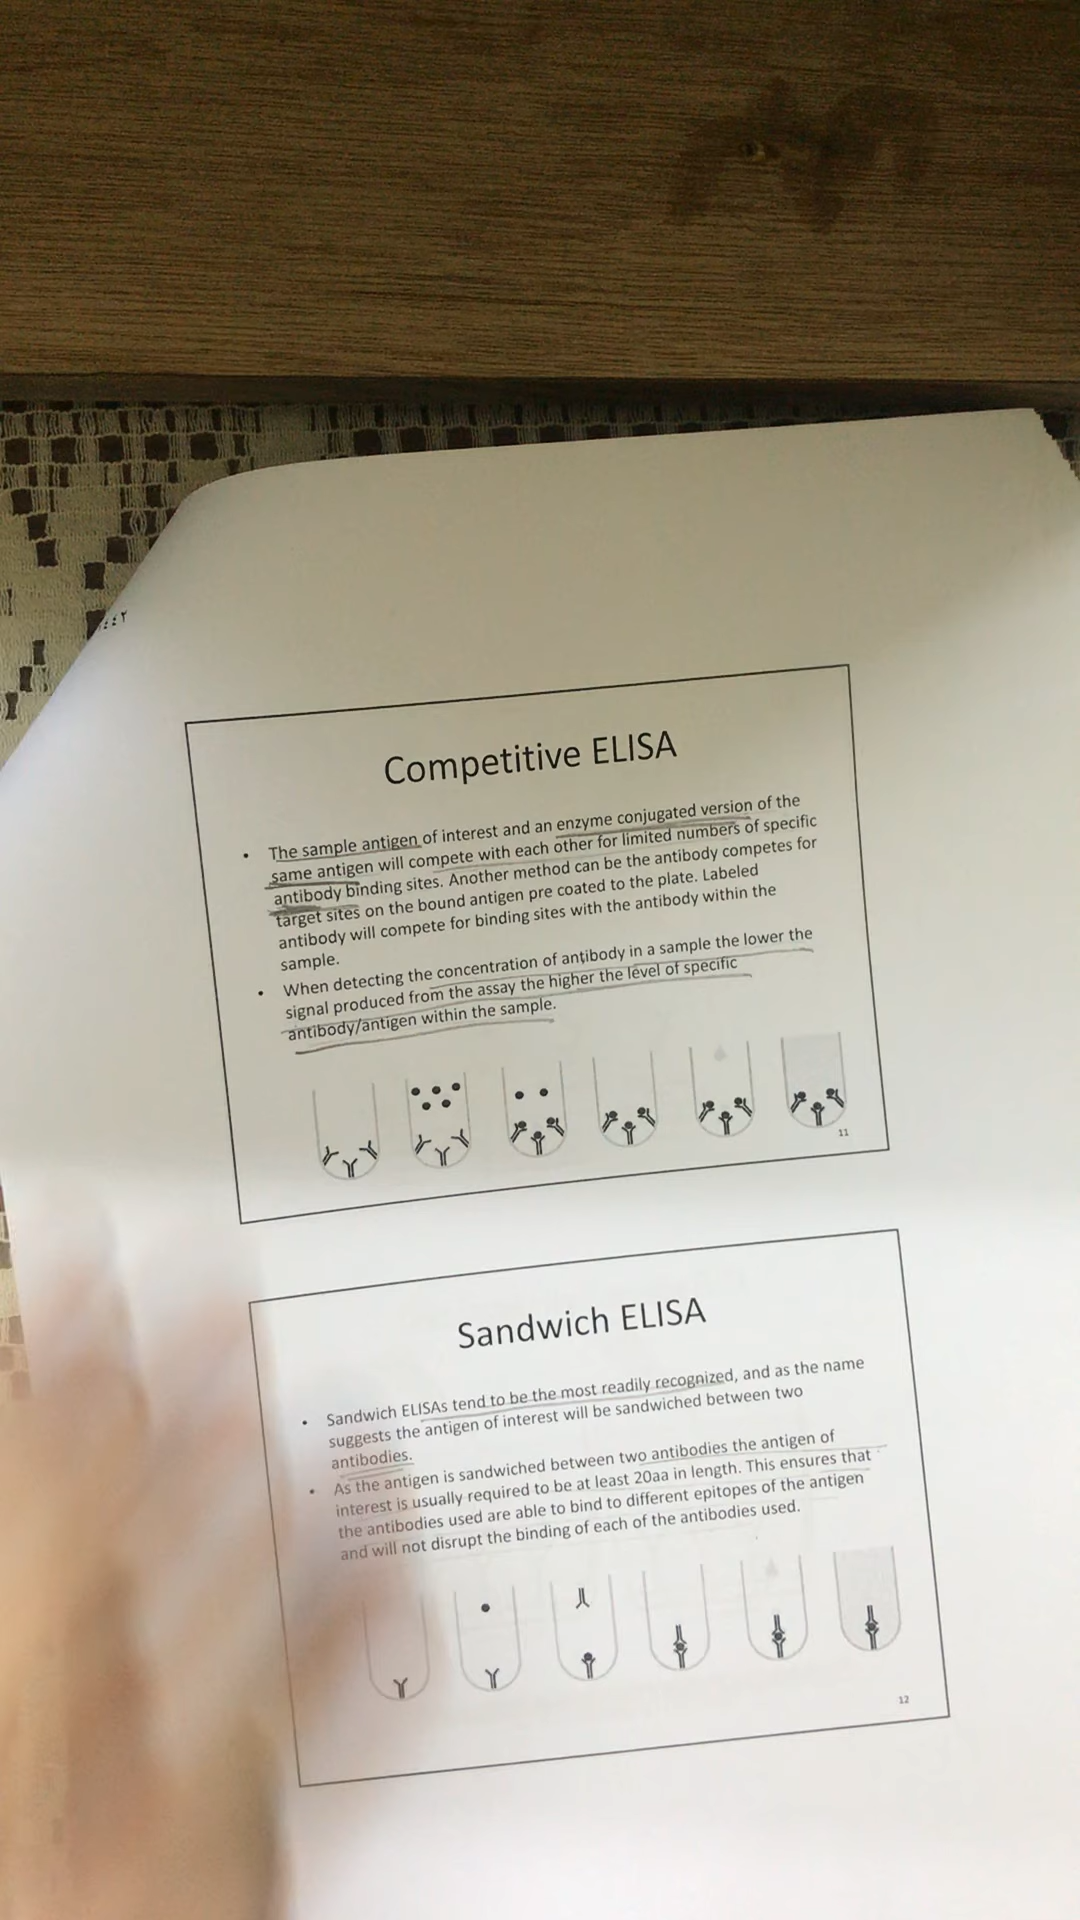 ٤٤٢
Competitive ELISA
• The sample antigen of interest and an enzyme conjugated version of the
same antigen will compete with each other for limited numbers of specific
antibody binding sites. Another method can be the antibody competes for
target sites on the bound antigen pre coated to the plate. Labeled
antibody will compete for binding sites with the antibody within the
sample.
• When detecting the concentration of antibody in a sample the lower the
signal produced from the assay the higher the level of specific
antibody/antigen within the sample.
11
Sandwich ELISA
• Sandwich ELISAs tend to be the most readily recognized, and as the name
suggests the antigen of interest will be sandwiched between two
antibodies.
• As the antigen is sandwiched between two antibodies the antigen of
interest is usually required to be at least 20aa in length. This ensures that
the antibodies used are able to bind to different epitopes of the antigen
and will not disrupt the binding of each of the antibodies used.
12